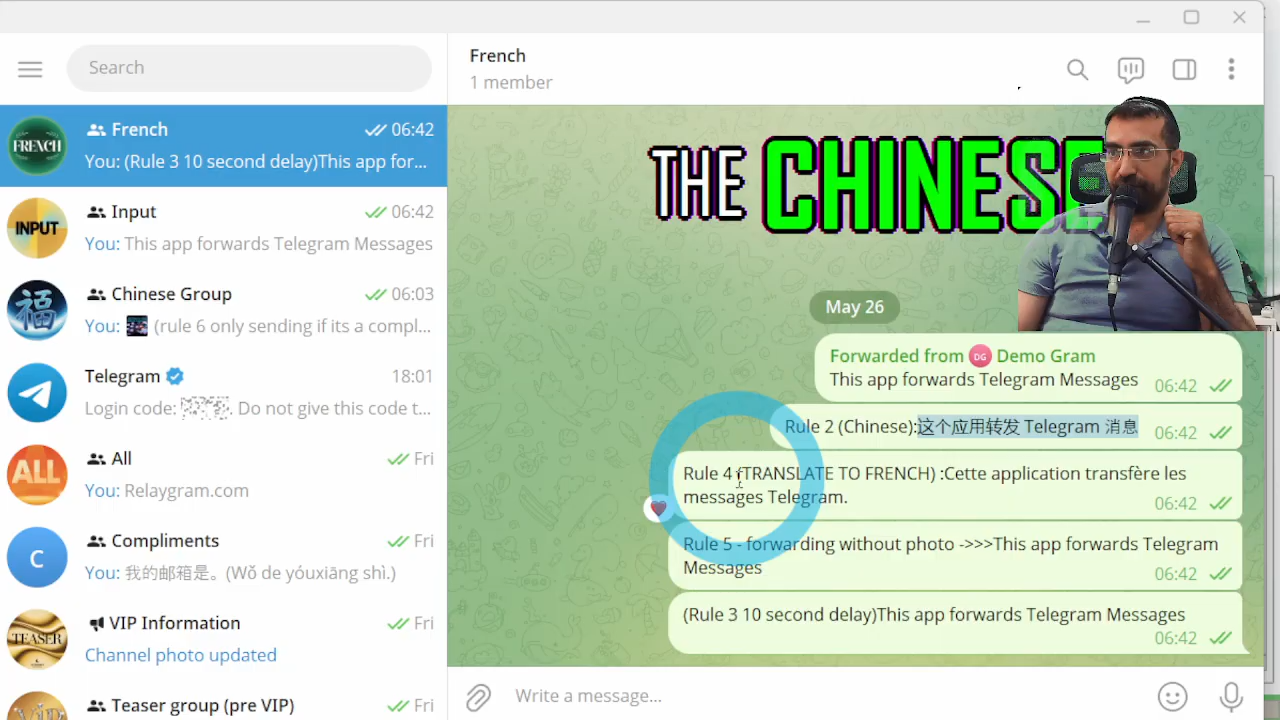 Search
French
1 member
FRENCH
French
06:42
You: (Rule 3 10 second delay)This app for...
INPUT
Input
06:42
You: This app forwards Telegram Messages
福
Chinese Group
06:03
You: (rule 6 only sending if its a compl...
Telegram
18:01
Login code: . Do not give this code t...
ALL
All
Fri
You: Relaygram.com
C
Compliments
Fri
You: 我的邮箱是。(Wǒ de yóuxiāng shì.)
TEASER
VIP Information
Fri
Channel photo updated
Teaser group (pre VIP)
Fri
THE CHINESE
May 26
Forwarded from DG Demo Gram
This app forwards Telegram Messages
06:42
Rule 2 (Chinese):这个应用转发 Telegram 消息
06:42
Rule 4 (TRANSLATE TO FRENCH) :Cette application transfère les
messages Telegram.
06:42
Rule 5 - forwarding without photo ->>>This app forwards Telegram
Messages
06:42
(Rule 3 10 second delay)This app forwards Telegram Messages
06:42
Write a message...